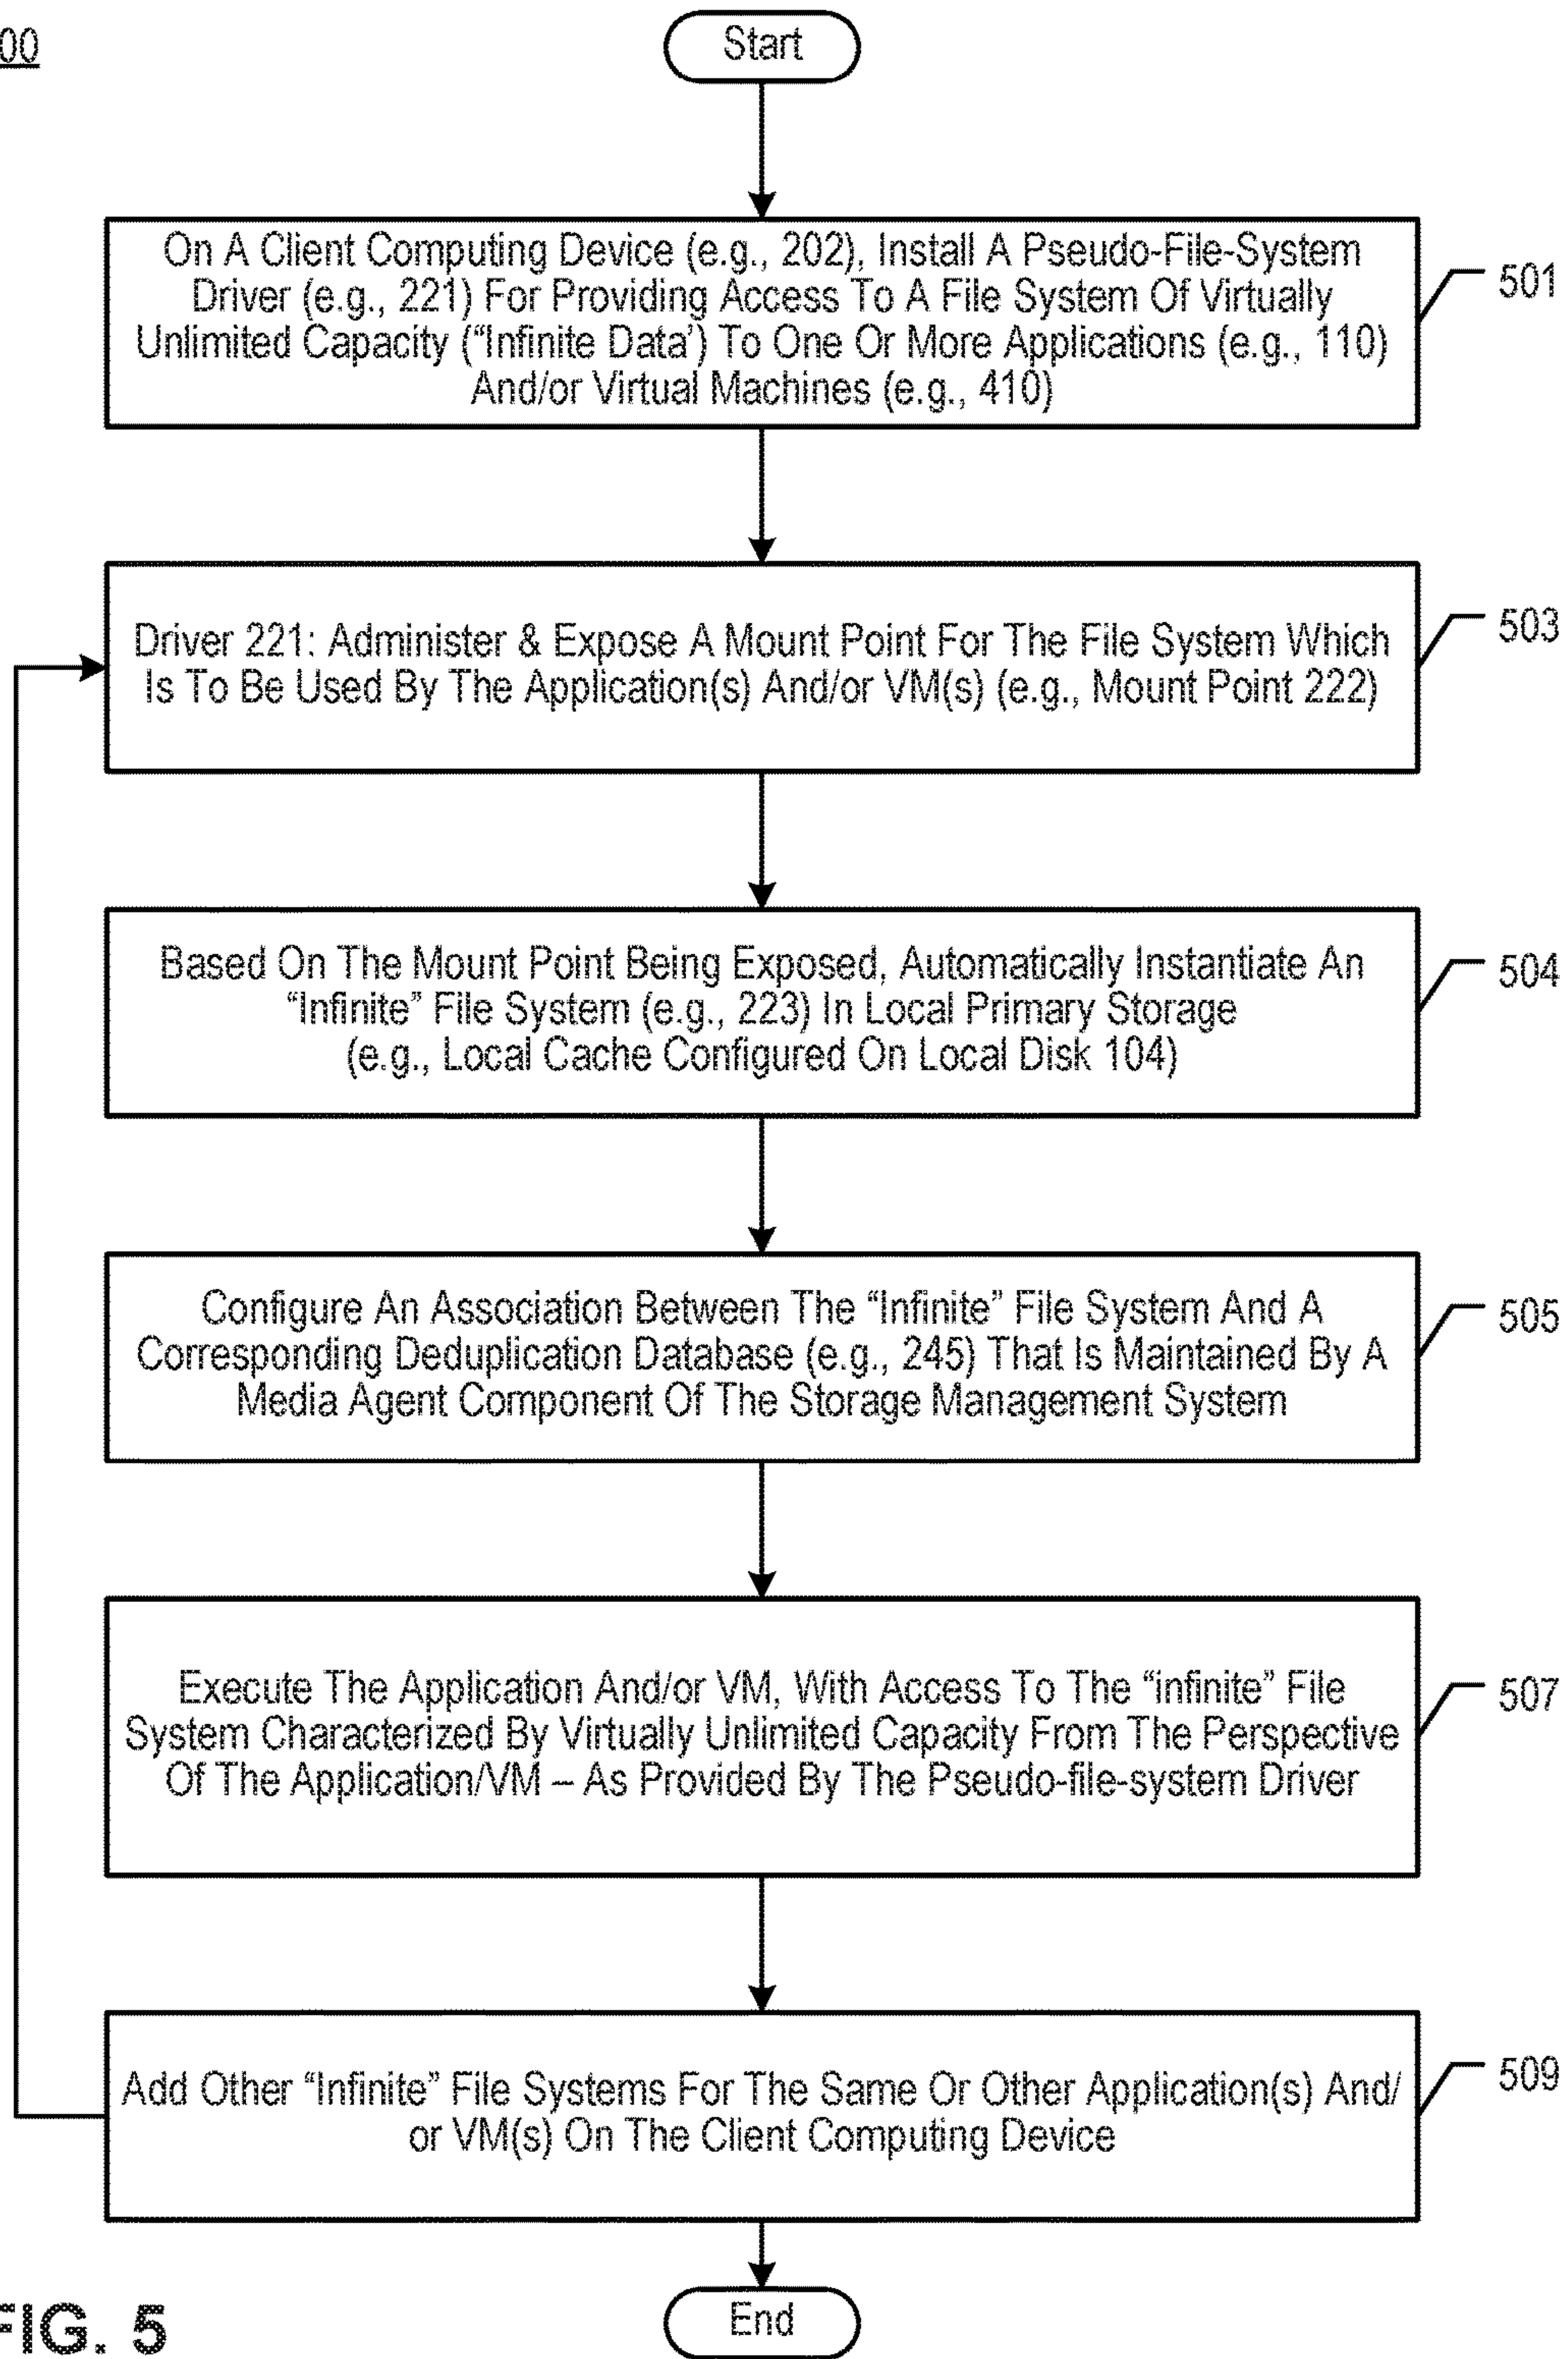 00
Start
On A Client Computing Device (e.g., 202), Install A Pseudo-File-System
Driver (e.g., 221) For Providing Access To A File System Of Virtually
Unlimited Capacity ("Infinite Data') To One Or More Applications (e.g., 110)
And/or Virtual Machines (e.g., 410)
501
Driver 221: Administer & Expose A Mount Point For The File System Which
Is To Be Used By The Application(s) And/or VM(s) (e.g., Mount Point 222)
503
Based On The Mount Point Being Exposed, Automatically Instantiate An
“Infinite” File System (e.g., 223) In Local Primary Storage
(e.g., Local Cache Configured On Local Disk 104)
504
Configure An Association Between The “Infinite” File System And A
Corresponding Deduplication Database (e.g., 245) That Is Maintained By A
Media Agent Component Of The Storage Management System
505
Execute The Application And/or VM, With Access To The “infinite” File
System Characterized By Virtually Unlimited Capacity From The Perspective
Of The Application/VM – As Provided By The Pseudo-file-system Driver
507
Add Other “Infinite” File Systems For The Same Or Other Application(s) And/
or VM(s) On The Client Computing Device
509
End
FIG. 5